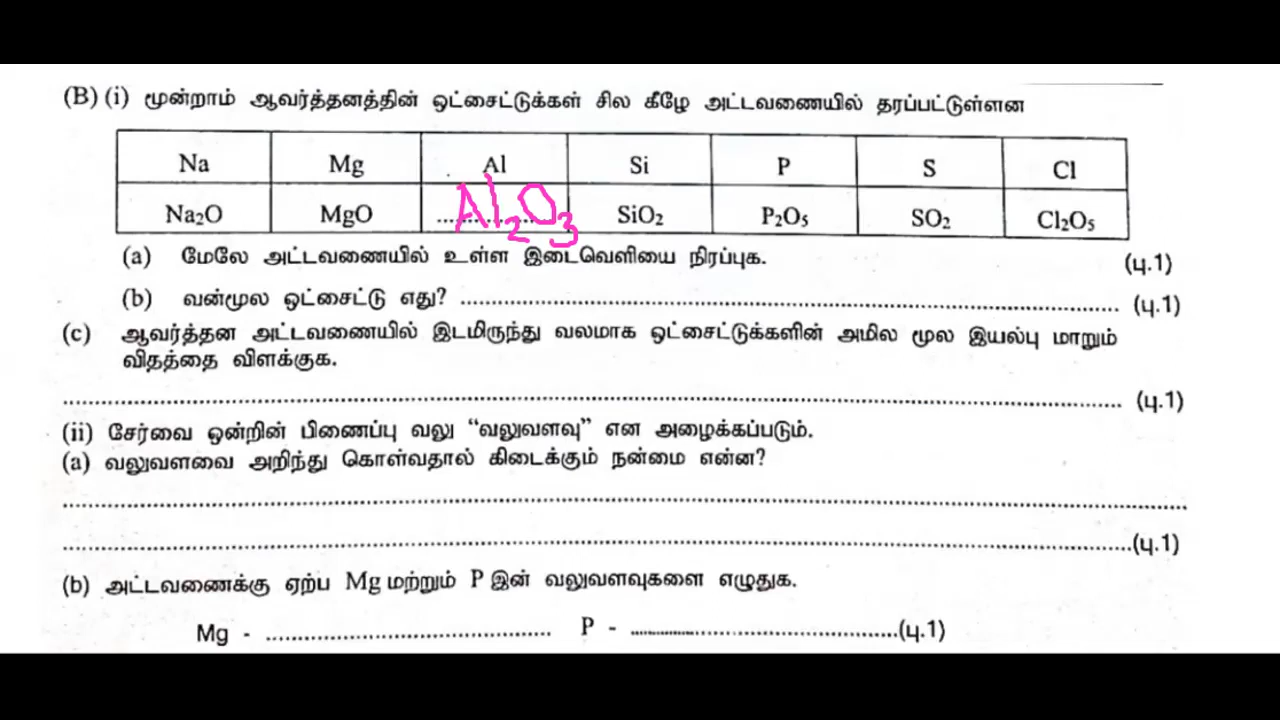 (B) (i) மூன்றாம் ஆவர்த்தனத்தின் ஒட்சைட்டுக்கள் சில கீழே அட்டவணையில் தரப்பட்டுள்ளன
Na Mg Al Si P S Cl
Na₂O MgO ........Al₂O₃ SiO₂ P₂O₅ SO₂ Cl₂O₅
(a) மேலே அட்டவணையில் உள்ள இடைவெளியை நிரப்புக. (பு.1)
(b) வன்மூல ஒட்சைட்டு எது? ........................................ (பு.1)
(c) ஆவர்த்தன அட்டவணையில் இடமிருந்து வலமாக ஒட்சைட்டுக்களின் அமில மூல இயல்பு மாறும்
விதத்தை விளக்குக.
........................................ (பு.1)
(ii) சேர்வை ஒன்றின் பிணைப்பு வலு “வலுவளவு” என அழைக்கப்படும்.
(a) வலுவளவை அறிந்து கொள்வதால் கிடைக்கும் நன்மை என்ன?
........................................
........................................(பு.1)
(b) அட்டவணைக்கு ஏற்ப Mg மற்றும் P இன் வலுவளவுகளை எழுதுக.
Mg - .............................. P - ..............................(பு.1)